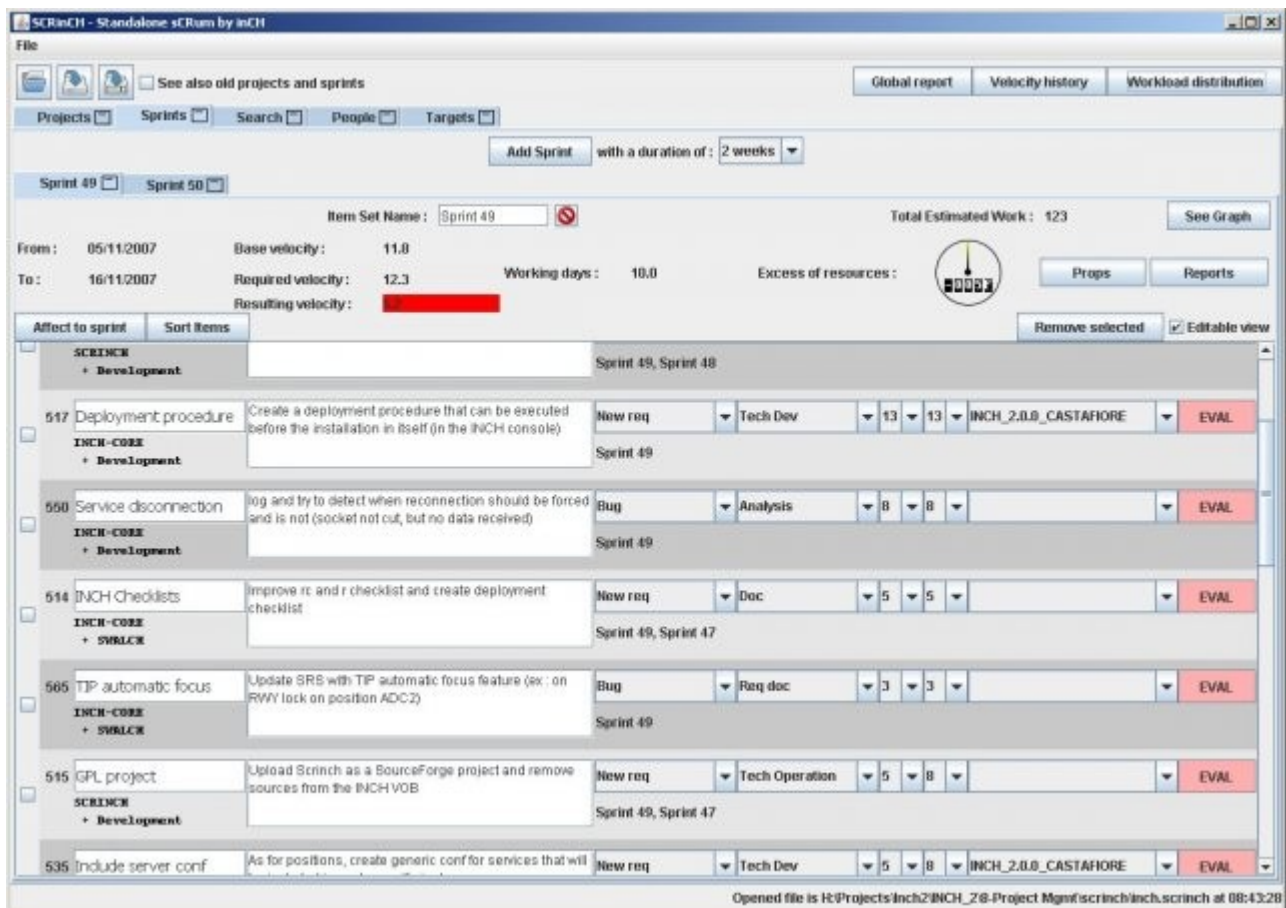 SCRinCH - Standalone sCRum by inCH
File
See also old projects and sprints
Global report
Velocity history
Workload distribution
Projects
Sprints
Search
People
Targets
Add Sprint
with a duration of :
2 weeks
Sprint 49
Sprint 50
Item Set Name :
Sprint 49
Total Estimated Work : 123
See Graph
From : 05/11/2007
Base velocity : 11.8
To : 16/11/2007
Required velocity : 12.3
Working days : 10.0
Excess of resources :
Props
Reports
Resulting velocity :
Affect to sprint
Sort Items
Remove selected
Editable view
SCRINCH
+ Development
Sprint 49, Sprint 48
517 Deployment procedure
Create a deployment procedure that can be executed
before the installation in itself (in the INCH console)
New req
Tech Dev
13
13
INCH_2.0.0_CASTAFIORE
EVAL
INCH-CORE
+ Development
Sprint 49
550 Service disconnection
log and try to detect when reconnection should be forced
and is not (socket not cut, but no data received)
Bug
Analysis
8
8
EVAL
INCH-CORE
+ Development
Sprint 49
514 INCH Checklists
Improve rc and r checklist and create deployment
checklist
New req
Doc
5
5
EVAL
INCH-CORE
+ SWALCH
Sprint 49, Sprint 47
565 TIP automatic focus
Update SRS with TIP automatic focus feature (ex : on
RWY lock on position ADC2)
Bug
Req doc
3
3
EVAL
INCH-CORE
+ SWALCH
Sprint 49
515 GPL project
Upload Scrinch as a SourceForge project and remove
sources from the INCH VOB
New req
Tech Operation
5
8
EVAL
SCRINCH
+ Development
Sprint 49, Sprint 47
535 Include server conf
As for positions, create generic conf for services that will
New req
Tech Dev
5
8
INCH_2.0.0_CASTAFIORE
EVAL
Opened file is H:\Projects\Inch2\INCH_2\8-Project Mgmt\scrinch\inch.scrinch at 08:43:28